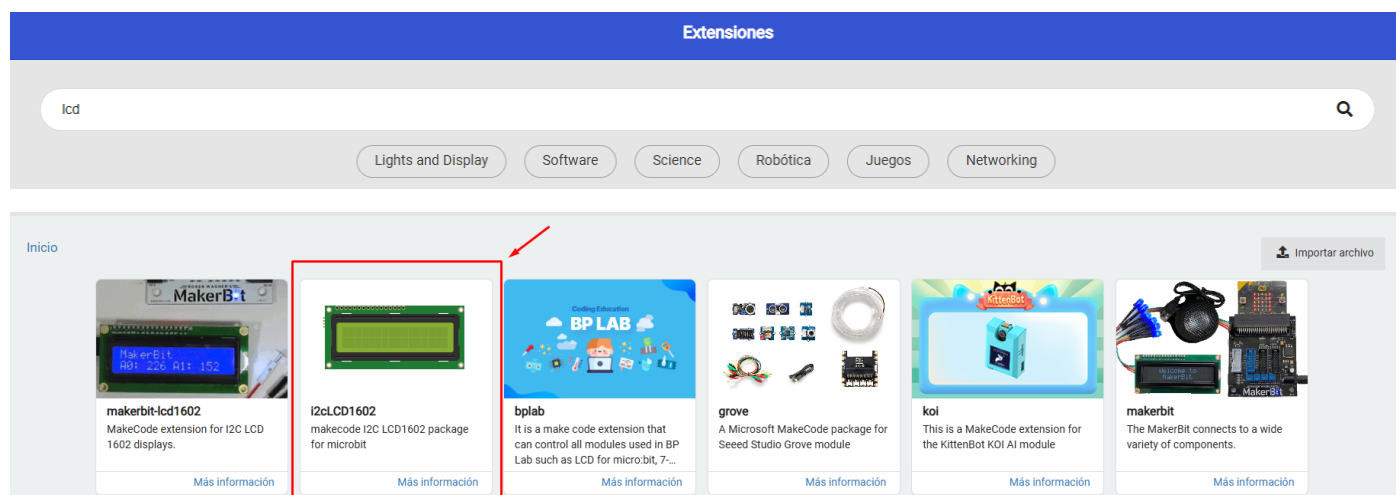 Extensiones
lcd
Lights and Display
Software
Science
Robótica
Juegos
Networking
Inicio
Importar archivo
MakerBit
MakerBit
A0: 226 A1: 152
makerbit-lcd1602
MakeCode extension for I2C LCD
1602 displays.
Más información
i2cLCD1602
makecode I2C LCD1602 package
for microbit
Más información
Coding Education
BP LAB
bplab
It is a make code extension that
can control all modules used in BP
Lab such as LCD for micro:bit, 7-...
Más información
grove
A Microsoft MakeCode package for
Seeed Studio Grove module
Más información
KittenBot
koi
This is a MakeCode extension for
the KittenBot KOI AI module
Más información
Welcome to
MakerBit
MakerBit
makerbit
The MakerBit connects to a wide
variety of components.
Más información